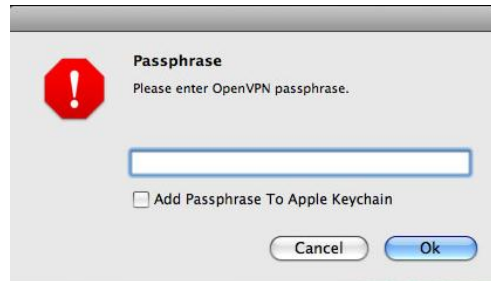 Passphrase
Please enter OpenVPN passphrase.
Add Passphrase To Apple Keychain
Cancel
Ok